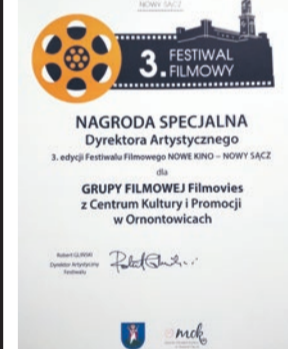 NOWY SĄCZ
3. FESTIWAL
FILMOWY
NAGRODA SPECJALNA
Dyrektora Artystycznego
3. edycji Festiwalu Filmowego NOWE KINO – NOWY SĄCZ
dla
GRUPY FILMOWEJ Filmovies
z Centrum Kultury i Promocji
w Ornontowicach
Robert GLIŃSKI
Dyrektor Artystyczny
Festiwalu
mck